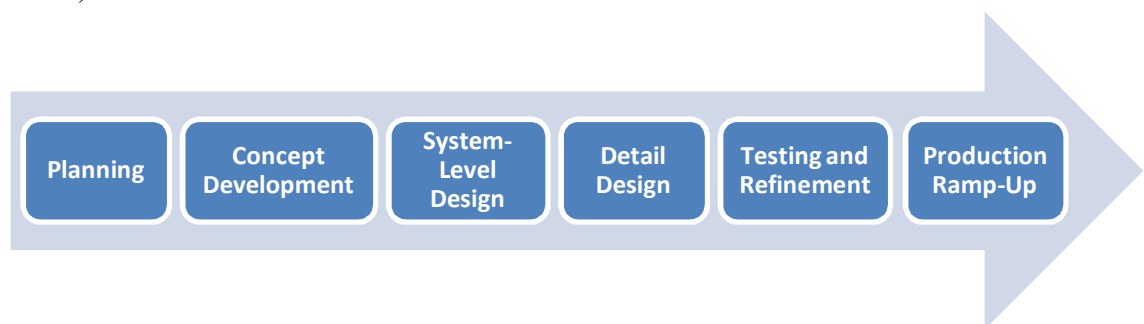 Planning
Concept
Development
System-
Level
Design
Detail
Design
Testing and
Refinement
Production
Ramp-Up